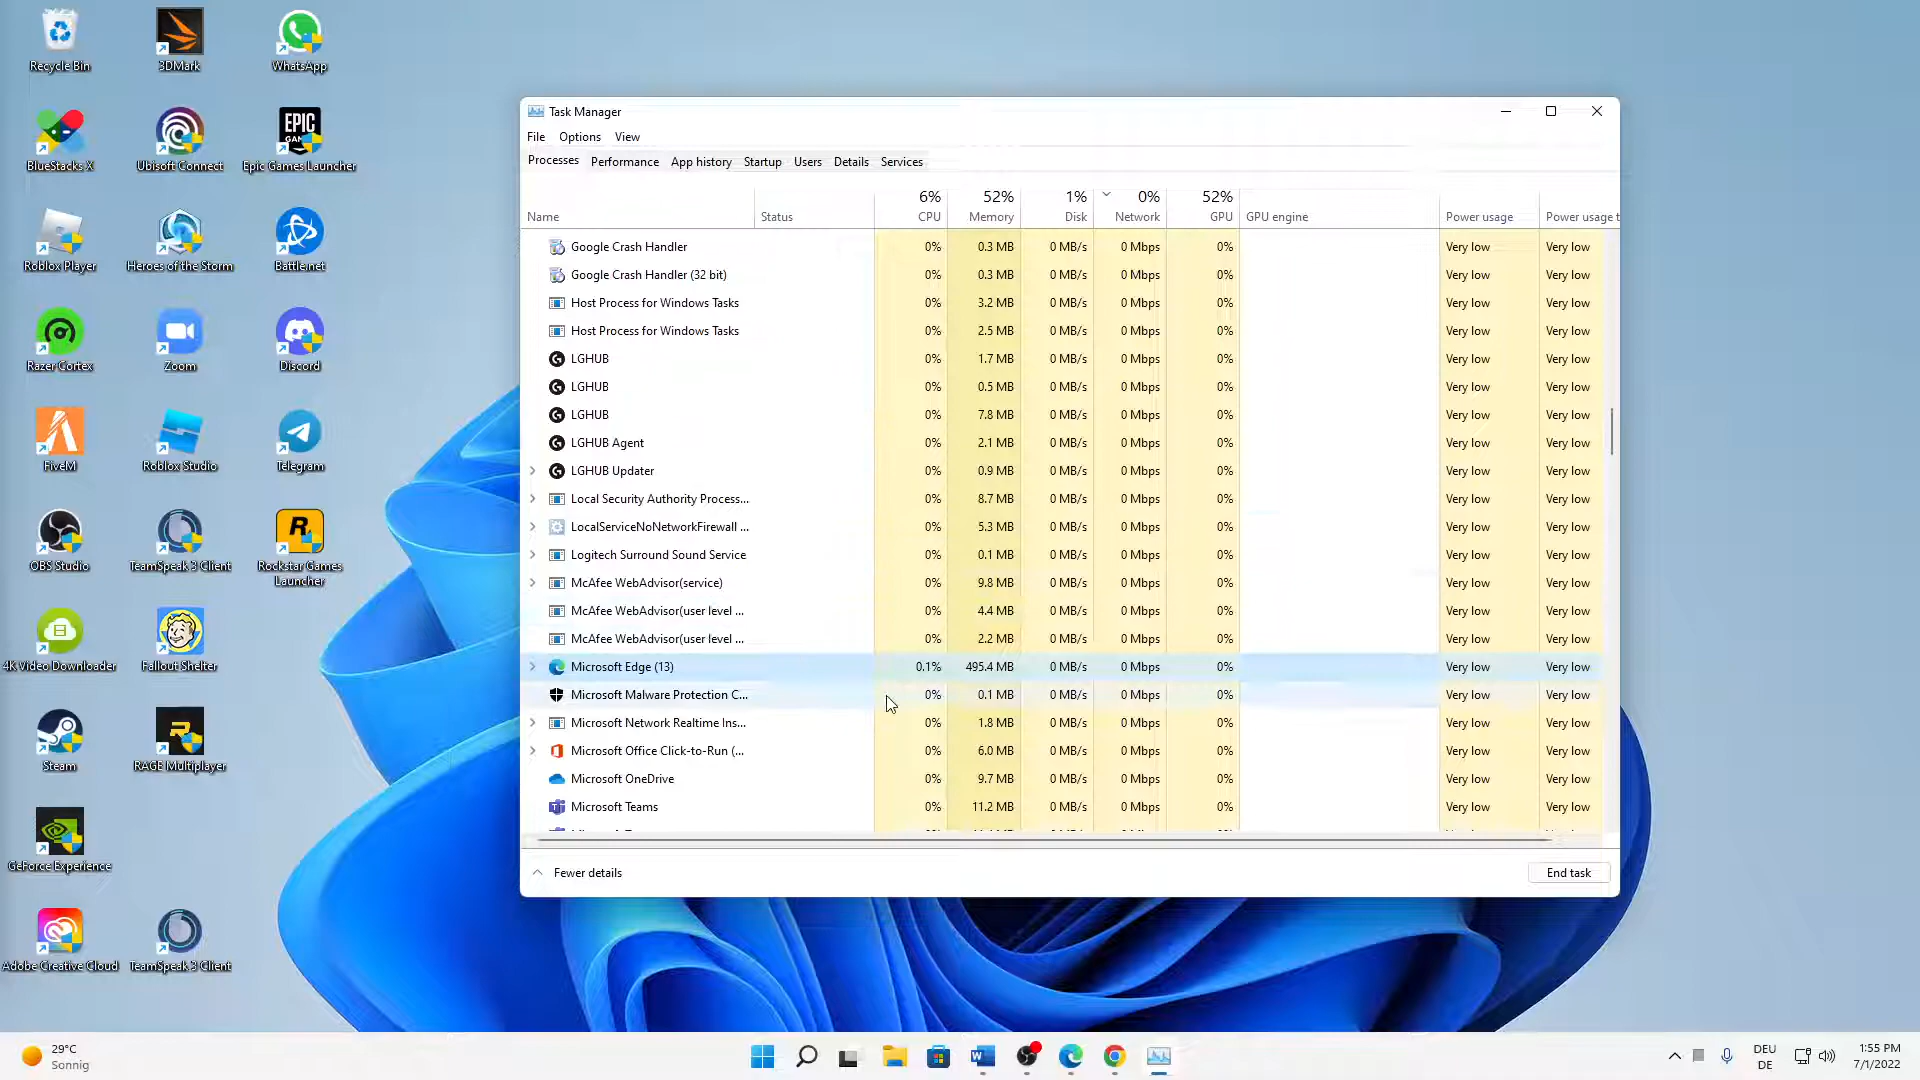 Recycle Bin
3DMark
WhatsApp
BlueStacks X
Ubisoft Connect
EPIC
GAMES
Epic Games Launcher
Roblox Player
Heroes of the Storm
Battle.net
Razer Cortex
Zoom
Discord
FiveM
Roblox Studio
Telegram
OBS Studio
TeamSpeak 3 Client
Rockstar Games
Launcher
4K Video Downloader
Fallout Shelter
Steam
RAGE Multiplayer
GeForce Experience
Adobe Creative Cloud
TeamSpeak 3 Client
Task Manager
File Options View
Processes Performance App history Startup Users Details Services
6% 52% 1% 0% 52%
Name Status CPU Memory Disk Network GPU GPU engine Power usage Power usage t
Google Crash Handler 0% 0.3 MB 0 MB/s 0 Mbps 0% Very low Very low
Google Crash Handler (32 bit) 0% 0.3 MB 0 MB/s 0 Mbps 0% Very low Very low
Host Process for Windows Tasks 0% 3.2 MB 0 MB/s 0 Mbps 0% Very low Very low
Host Process for Windows Tasks 0% 2.5 MB 0 MB/s 0 Mbps 0% Very low Very low
LGHUB 0% 1.7 MB 0 MB/s 0 Mbps 0% Very low Very low
LGHUB 0% 0.5 MB 0 MB/s 0 Mbps 0% Very low Very low
LGHUB 0% 7.8 MB 0 MB/s 0 Mbps 0% Very low Very low
LGHUB Agent 0% 2.1 MB 0 MB/s 0 Mbps 0% Very low Very low
LGHUB Updater 0% 0.9 MB 0 MB/s 0 Mbps 0% Very low Very low
Local Security Authority Process... 0% 8.7 MB 0 MB/s 0 Mbps 0% Very low Very low
LocalServiceNoNetworkFirewall ... 0% 5.3 MB 0 MB/s 0 Mbps 0% Very low Very low
Logitech Surround Sound Service 0% 0.1 MB 0 MB/s 0 Mbps 0% Very low Very low
McAfee WebAdvisor(service) 0% 9.8 MB 0 MB/s 0 Mbps 0% Very low Very low
McAfee WebAdvisor(user level ... 0% 4.4 MB 0 MB/s 0 Mbps 0% Very low Very low
McAfee WebAdvisor(user level ... 0% 2.2 MB 0 MB/s 0 Mbps 0% Very low Very low
Microsoft Edge (13) 0.1% 495.4 MB 0 MB/s 0 Mbps 0% Very low Very low
Microsoft Malware Protection C... 0% 0.1 MB 0 MB/s 0 Mbps 0% Very low Very low
Microsoft Network Realtime Ins... 0% 1.8 MB 0 MB/s 0 Mbps 0% Very low Very low
Microsoft Office Click-to-Run (... 0% 6.0 MB 0 MB/s 0 Mbps 0% Very low Very low
Microsoft OneDrive 0% 9.7 MB 0 MB/s 0 Mbps 0% Very low Very low
Microsoft Teams 0% 11.2 MB 0 MB/s 0 Mbps 0% Very low Very low
Fewer details End task
29°C
Sonnig
DEU
DE
1:55 PM
7/1/2022